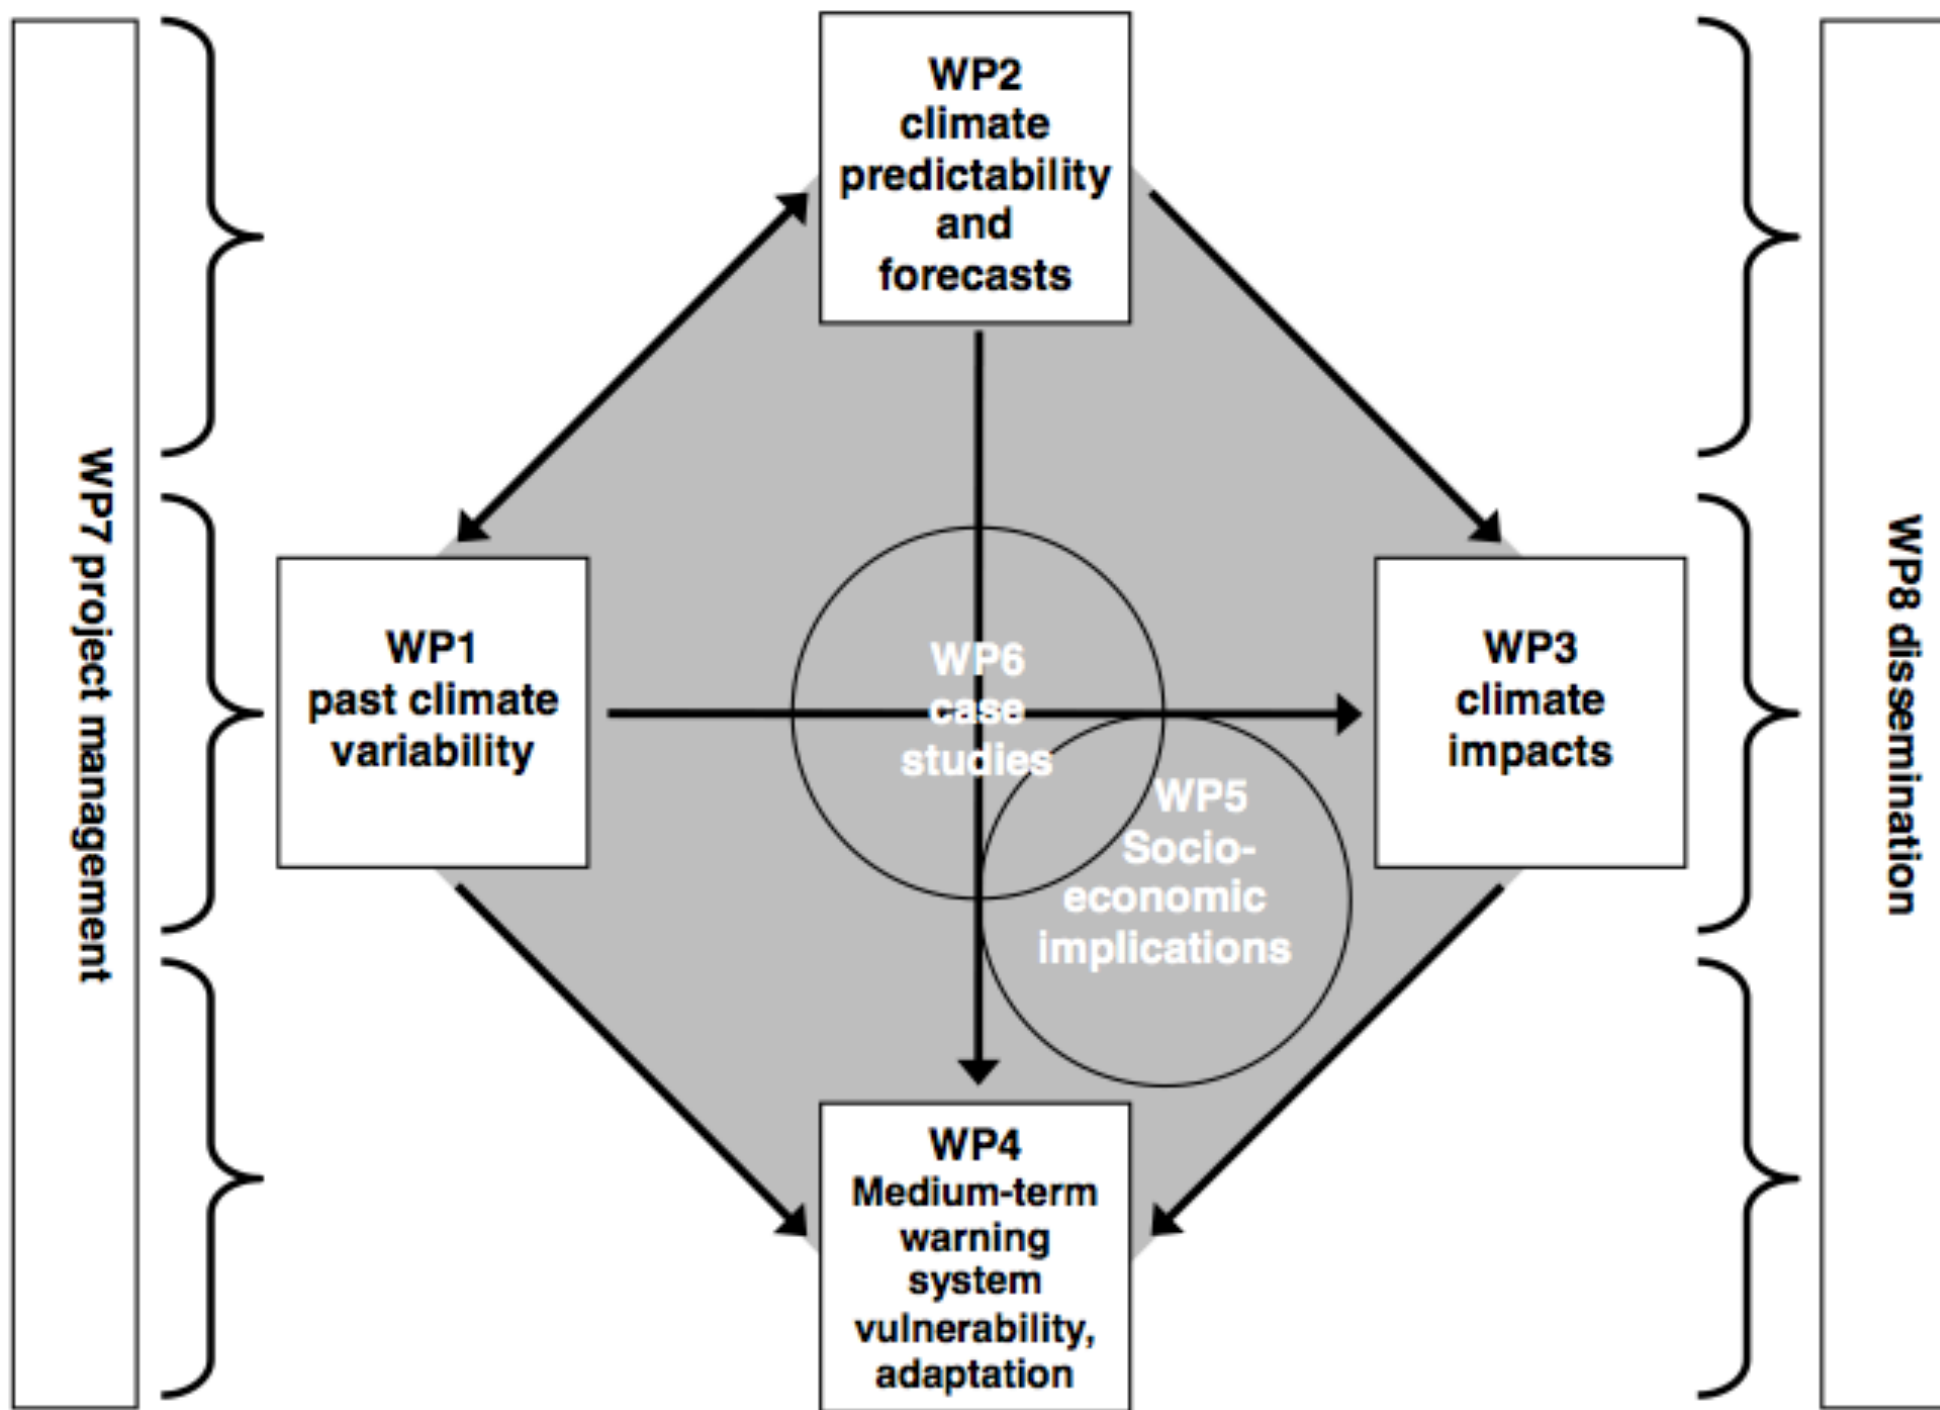 WP7 project management
WP2
climate
predictability
and
forecasts
WP1
past climate
variability
WP6
case
studies
WP5
Socio-
economic
implications
WP3
climate
impacts
WP4
Medium-term
warning
system
vulnerability,
adaptation
WP8 dissemination